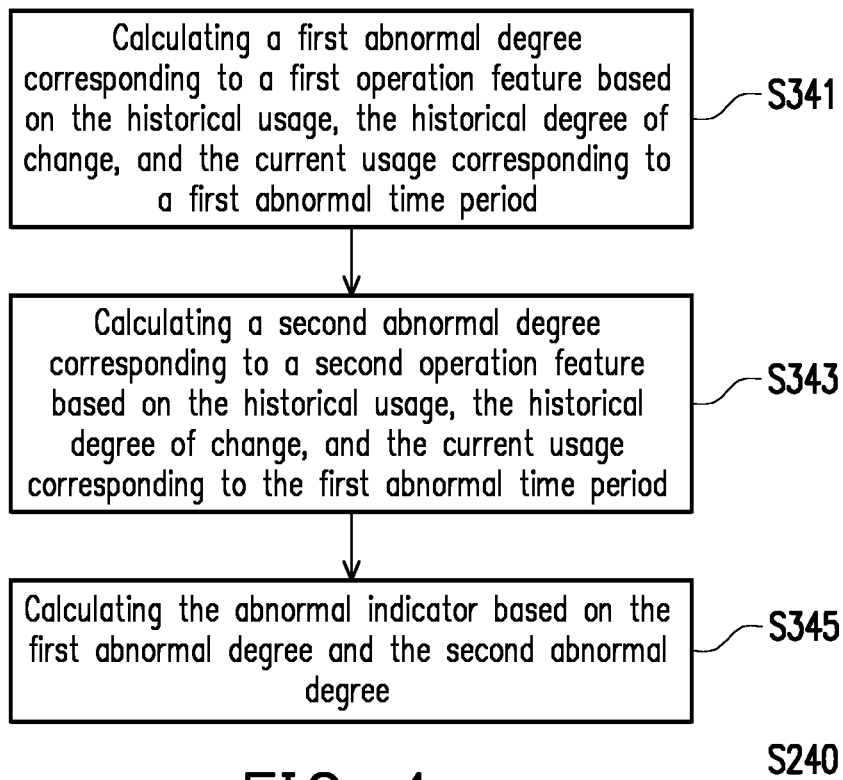 Calculating a first abnormal degree
corresponding to a first operation feature based
on the historical usage, the historical degree of
change, and the current usage corresponding to
a first abnormal time period
S341
Calculating a second abnormal degree
corresponding to a second operation feature
based on the historical usage, the historical
degree of change, and the current usage
corresponding to the first abnormal time period
S343
Calculating the abnormal indicator based on the
first abnormal degree and the second abnormal
degree
S345
S240